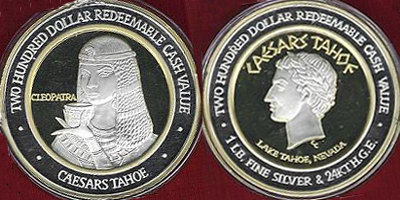 TWO HUNDRED DOLLAR REDEEMABLE CASH VALUE
CLEOPATRA
CAESARS TAHOE
TWO HUNDRED DOLLAR REDEEMABLE CASH VALUE
CAESARS TAHOE
LAKE TAHOE, NEVADA
1 LB. FINE SILVER & 24KT H.G.E.